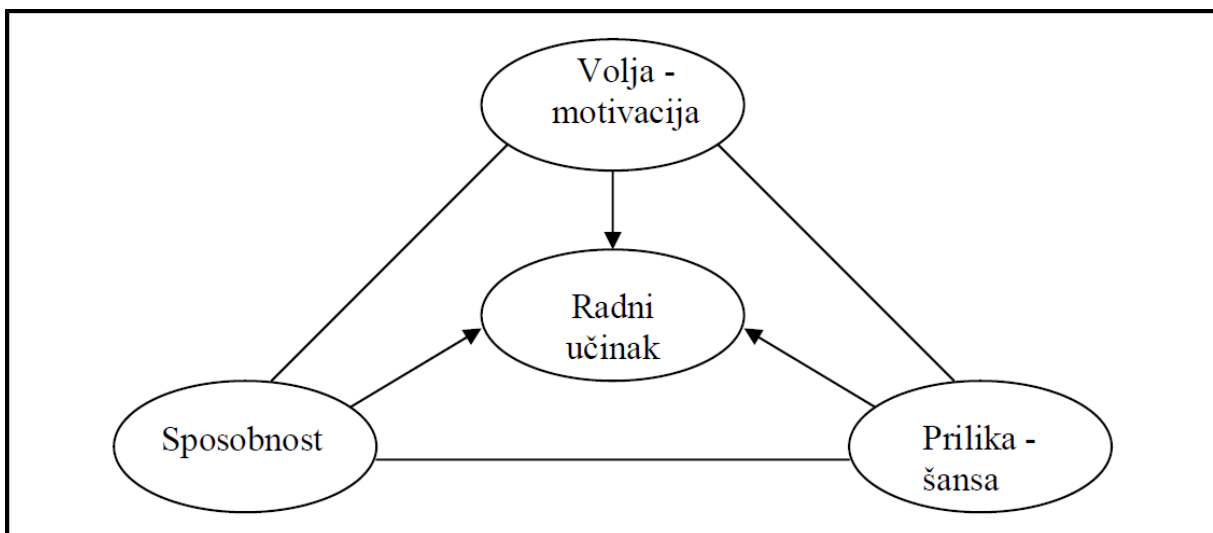 Volja -
motivacija
Radni
učinak
Sposobnost
Prilika -
šansa